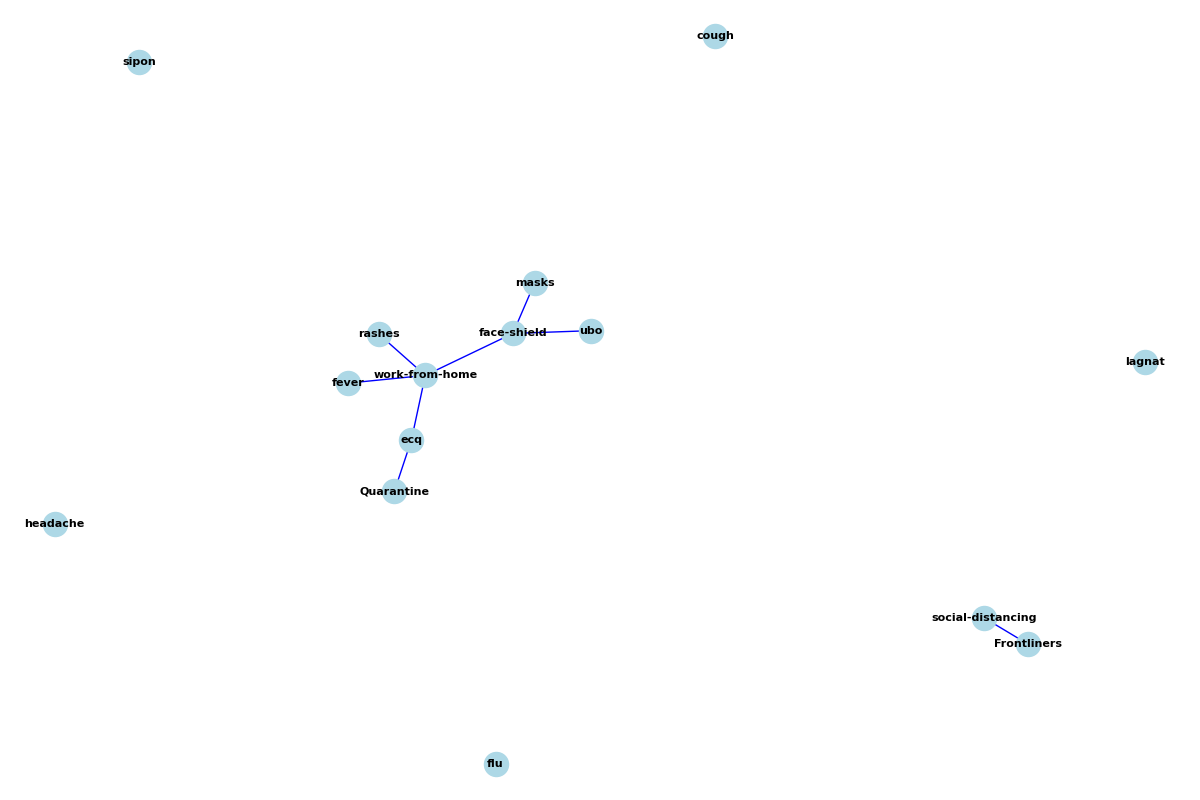 cough
sipon
masks
rashes
face-shield
ubo
lagnat
work-from-home
fever
ecq
Quarantine
headache
social-distancing
Frontliners
flu